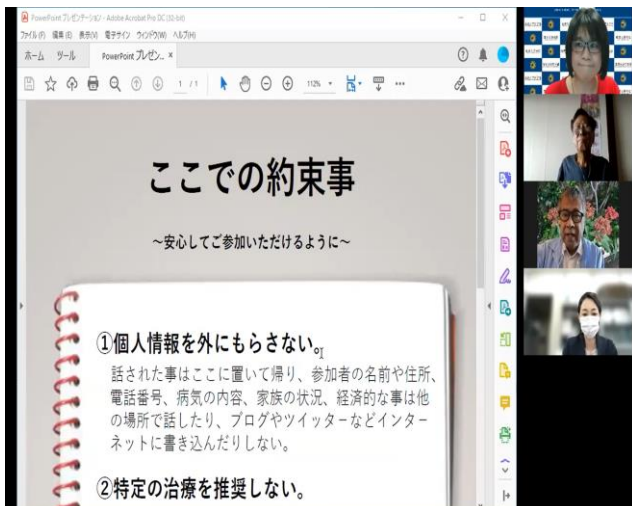 PowerPoint プレゼンテーション - Adobe Acrobat Pro DC (32-bit)
ファイル(F) 編集(E) 表示(V) 電子サイン ウィンドウ(W) ヘルプ(H)
ホーム ツール PowerPoint プレゼン... ×
1 / 1 112%
ここでの約束事
～安心してご参加いただけるように～
①個人情報を外にもらさない。
話された事はここに置いて帰り、参加者の名前や住所、
電話番号、病気の内容、家族の状況、経済的な事は他
の場所で話したり、ブログやツイッターなどインター
ネットに書き込んだりしない。
②特定の治療を推奨しない。